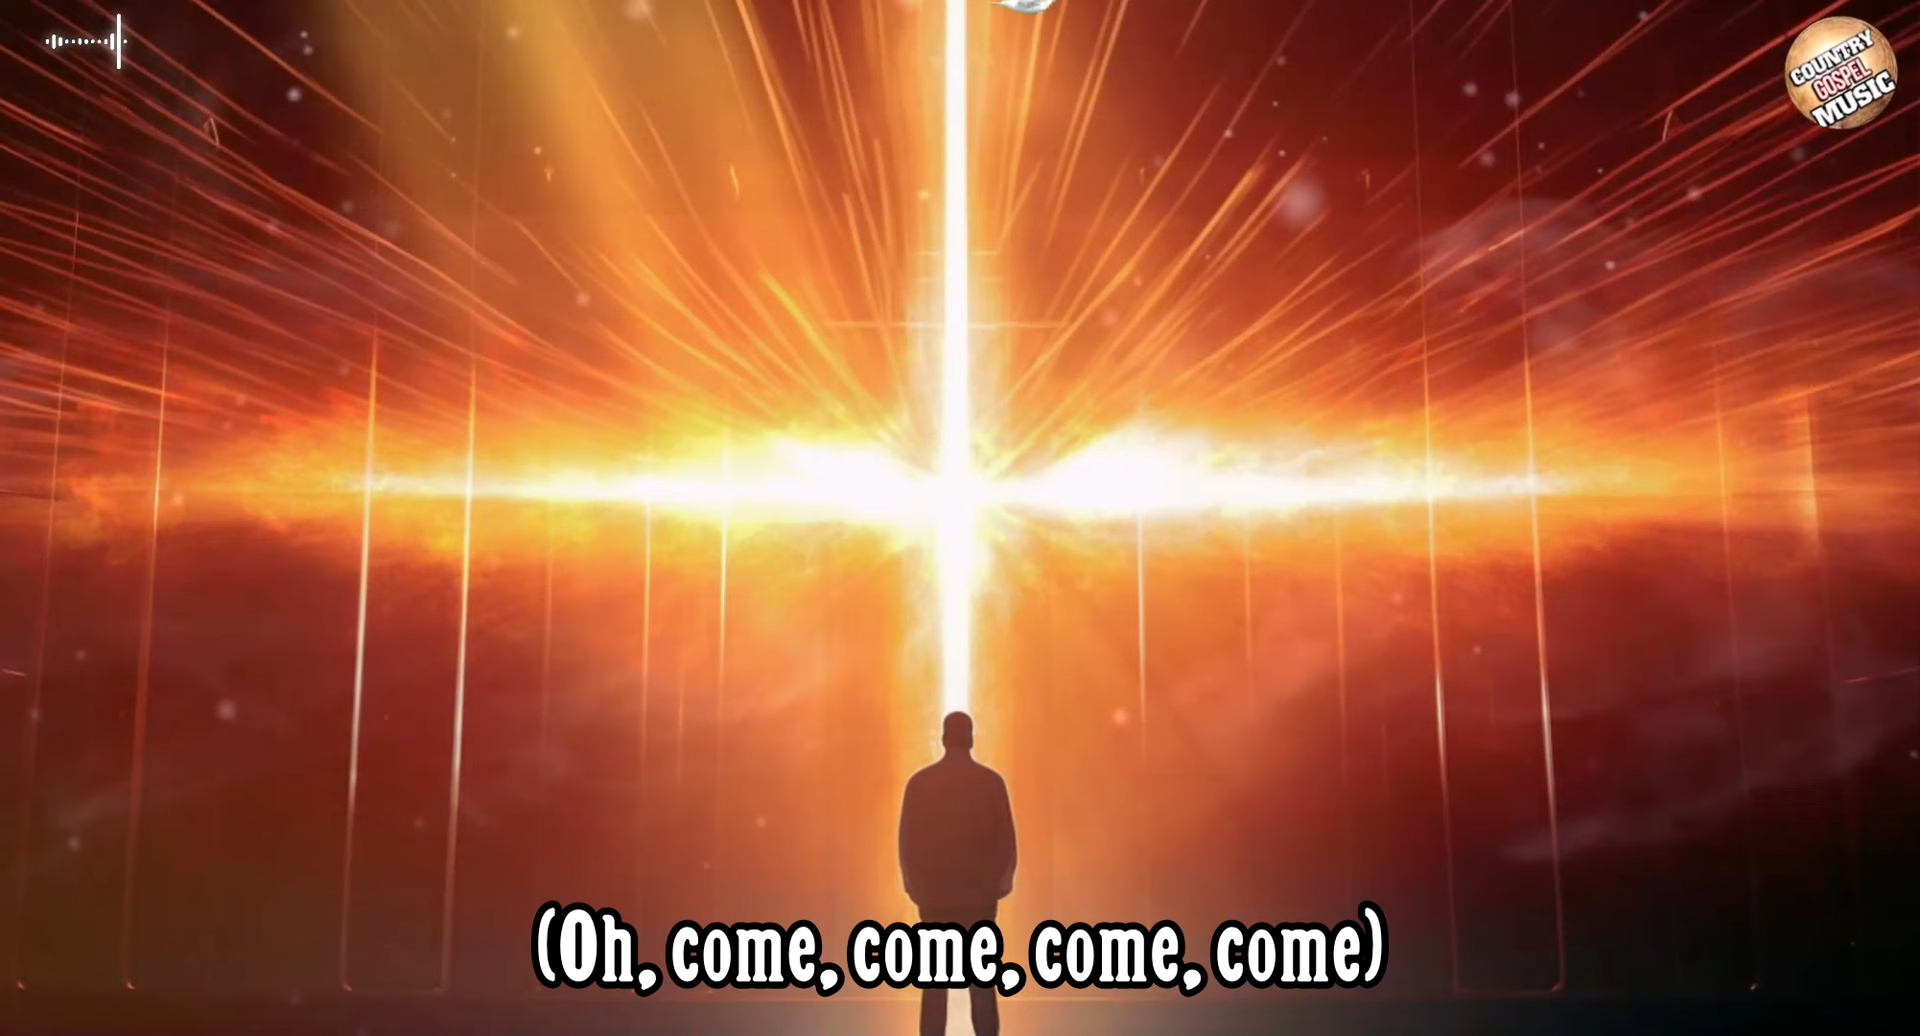 COUNTRY
GOSPEL
MUSIC
(Oh, come, come, come, come)